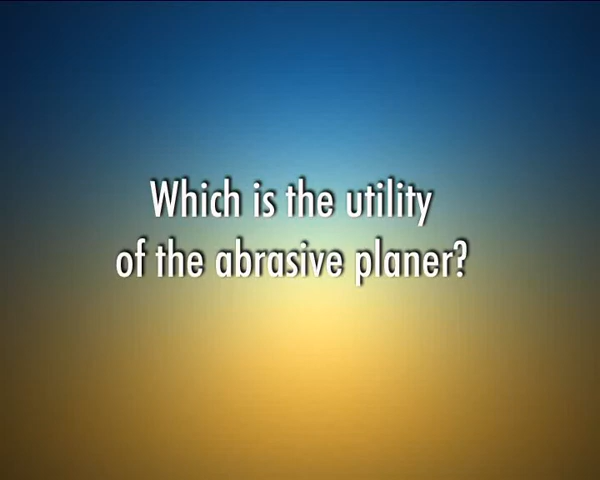 Which is the utility
of the abrasive planer?